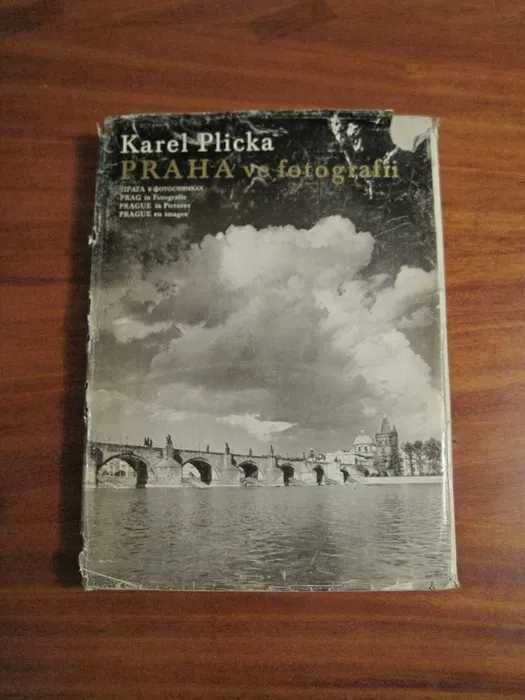 Karel Plicka
PRAHA ve fotografii
ПРАГА в фотоснимках
PRAG in Fotografie
PRAGUE in Pictures
PRAGUE en images